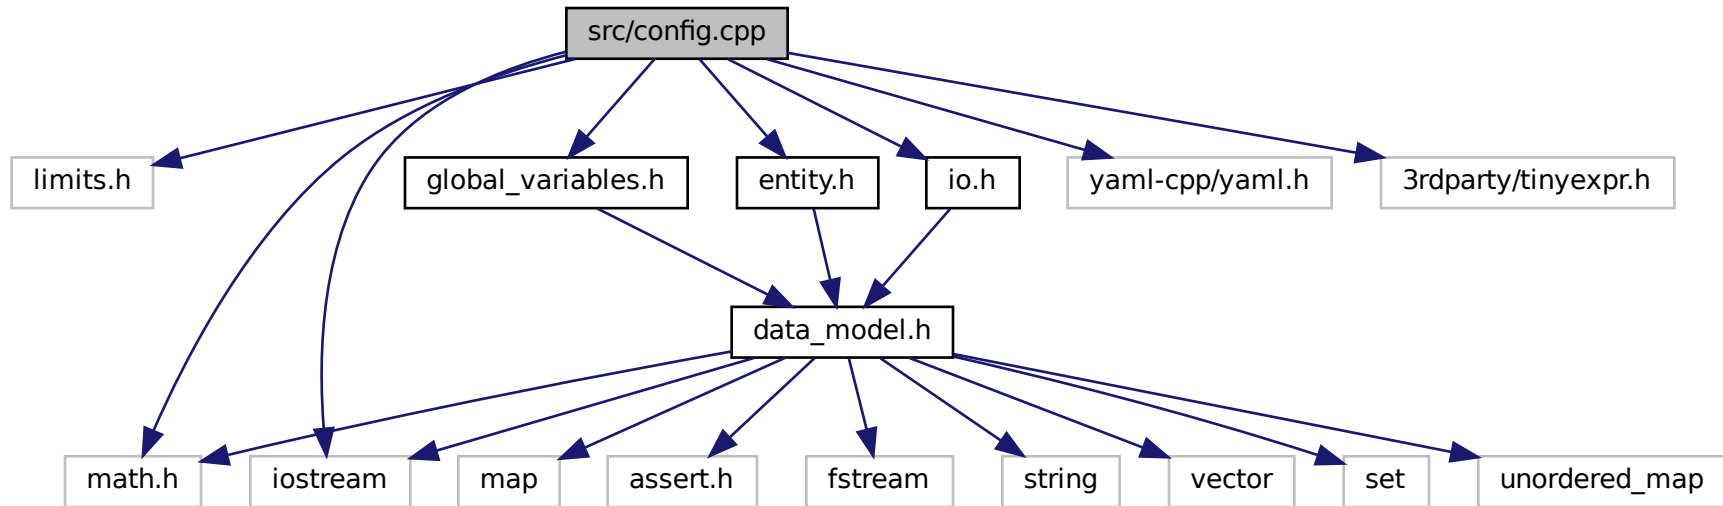 src/config.cpp
limits.h
global_variables.h
entity.h
io.h
yaml-cpp/yaml.h
3rdparty/tinyexpr.h
data_model.h
math.h
iostream
map
assert.h
fstream
string
vector
set
unordered_map